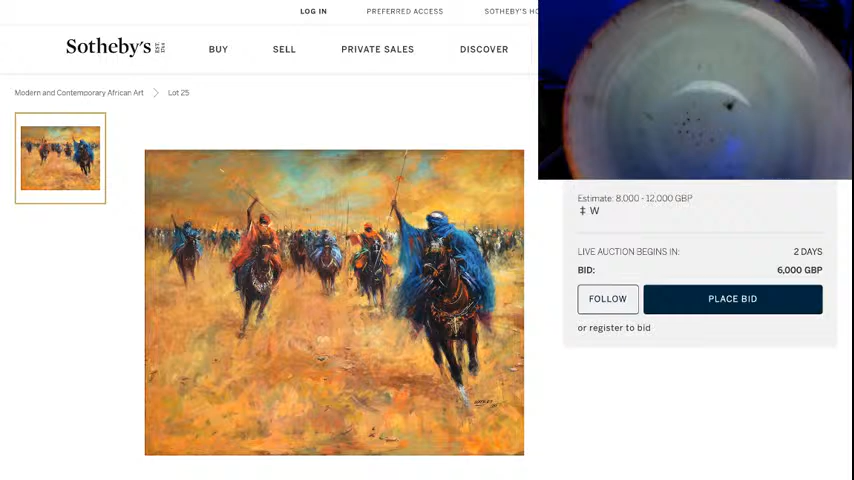 LOG IN
PREFERRED ACCESS
SOTHEBY'S
Sotheby's EST. 1744
BUY
SELL
PRIVATE SALES
DISCOVER
Modern and Contemporary African Art
Lot 25
Estimate: 8,000 - 12,000 GBP
‡ W
LIVE AUCTION BEGINS IN:
2 DAYS
BID:
6,000 GBP
FOLLOW
PLACE BID
or register to bid